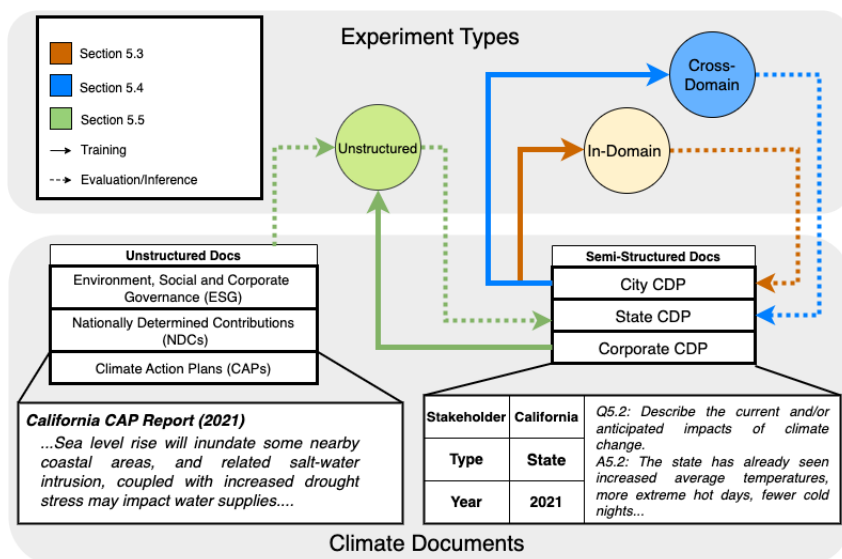 Experiment Types
Section 5.3
Section 5.4
Section 5.5
Training
Evaluation/Inference
Unstructured
In-Domain
Cross-
Domain
Unstructured Docs
Environment, Social and Corporate
Governance (ESG)
Nationally Determined Contributions
(NDCs)
Climate Action Plans (CAPs)
Semi-Structured Docs
City CDP
State CDP
Corporate CDP
California CAP Report (2021)
...Sea level rise will inundate some nearby
coastal areas, and related salt-water
intrusion, coupled with increased drought
stress may impact water supplies....
Stakeholder California
Type State
Year 2021
Q5.2: Describe the current and/or
anticipated impacts of climate
change.
A5.2: The state has already seen
increased average temperatures,
more extreme hot days, fewer cold
nights...
Climate Documents